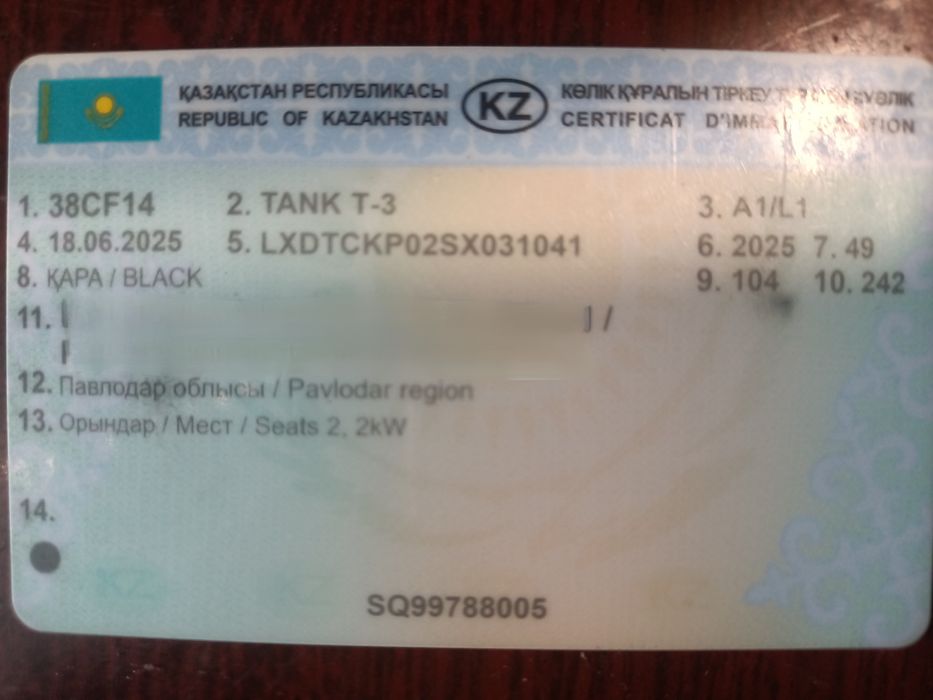 ҚАЗАҚСТАН РЕСПУБЛИКАСЫ KZ КӨЛІК ҚҰРАЛЫН ТІРКЕУ
REPUBLIC OF KAZAKHSTAN CERTIFICAT
1. 38CF14 2. TANK T-3 3. A1/L1
4. 18.06.2025 5. LXDTCKP02SX031041 6. 2025 7. 49
8. ҚАРА / BLACK 9. 104 10. 242
11. /
12. Павлодар облысы / Pavlodar region
13. Орындар / Мест / Seats 2, 2kW
14.
SQ99788005